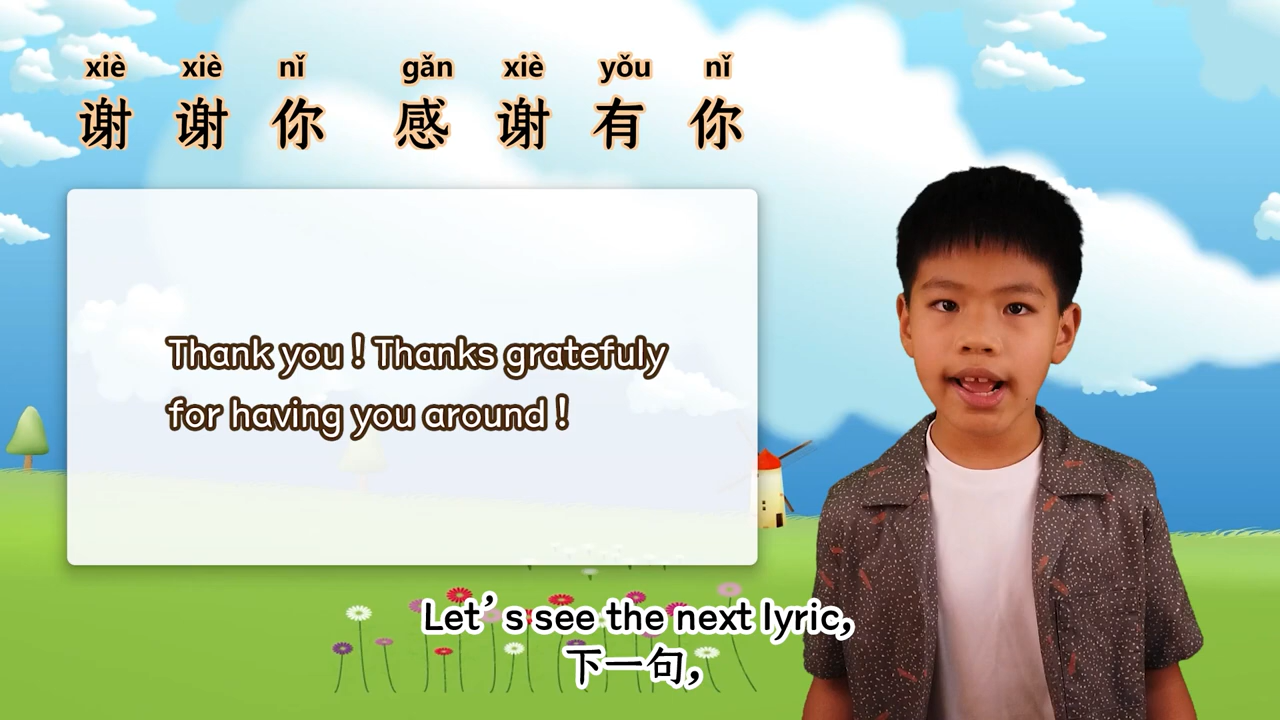 xiè xiè nǐ gǎn xiè yǒu nǐ
谢谢你 感谢有你
Thank you！Thanks gratefuly
for having you around！
Let’s see the next lyric,
下一句，